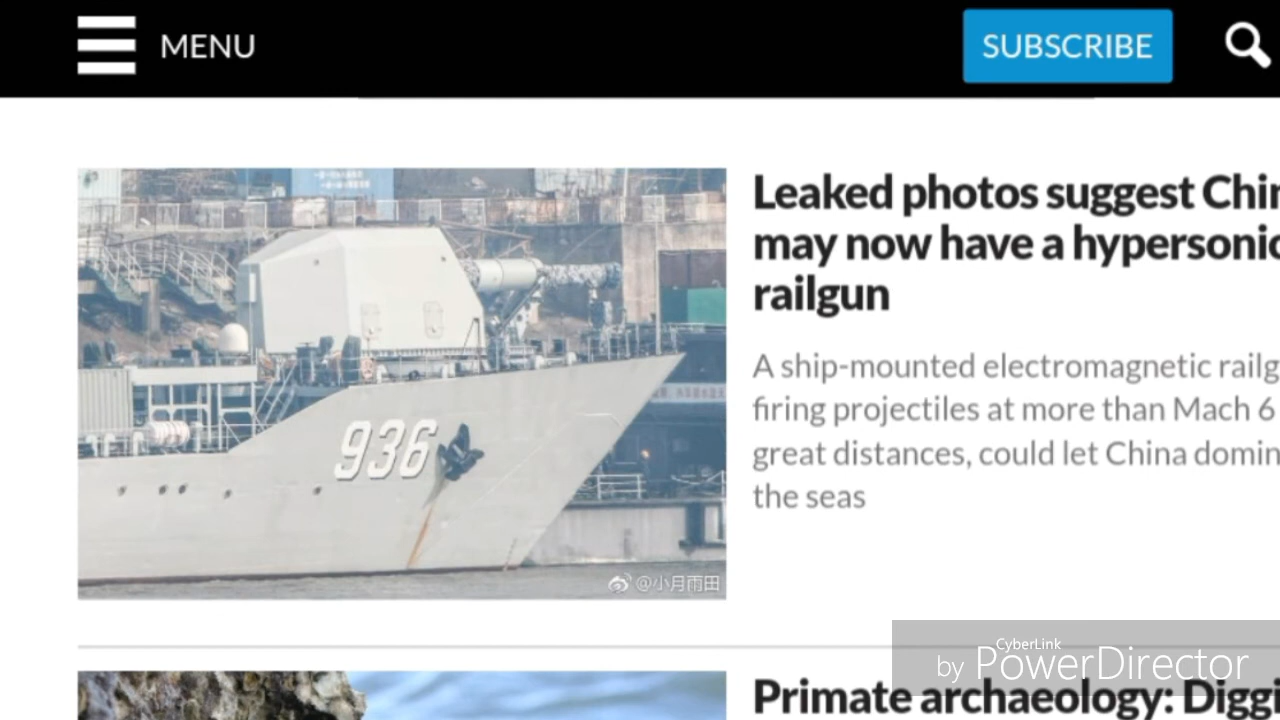 MENU
SUBSCRIBE
Leaked photos suggest Chin
may now have a hypersonic
railgun
A ship-mounted electromagnetic railg
firing projectiles at more than Mach 6
great distances, could let China domin
the seas
936
@小月雨田
CyberLink
by PowerDirector
Primate archaeology: Diggi